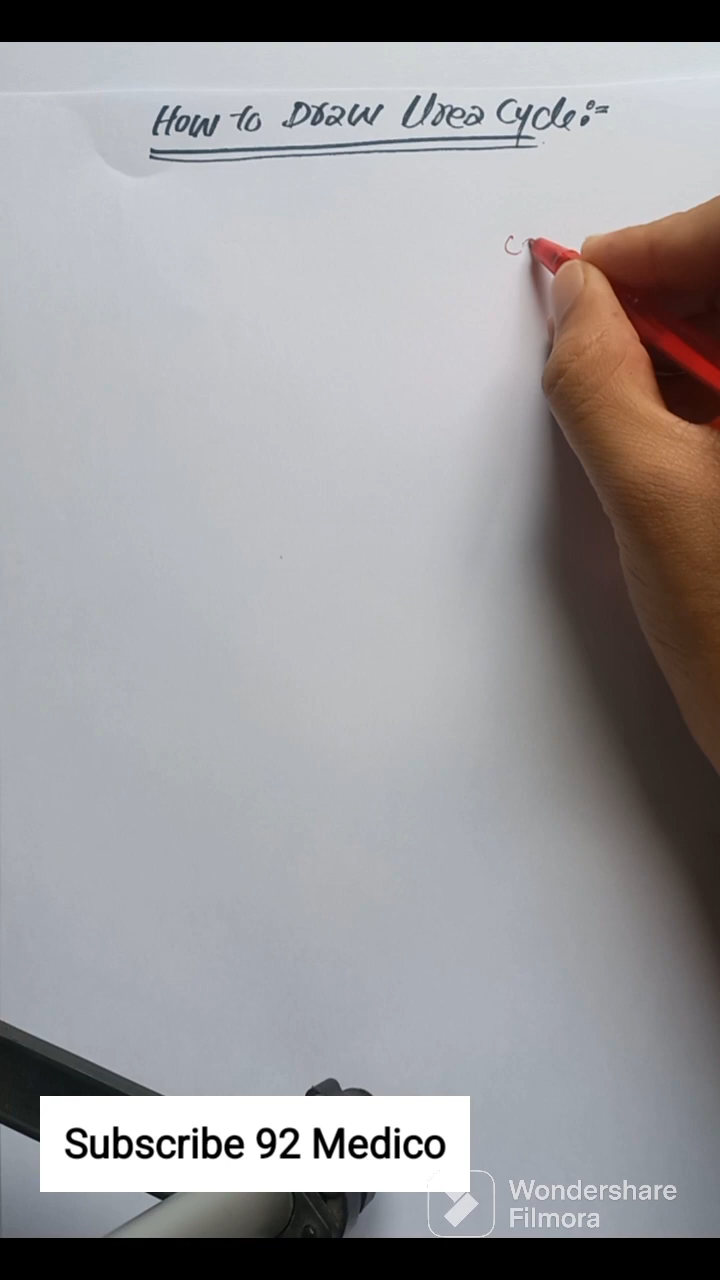 How to Draw Urea Cycle:=
C
Subscribe 92 Medico
Wondershare
Filmora